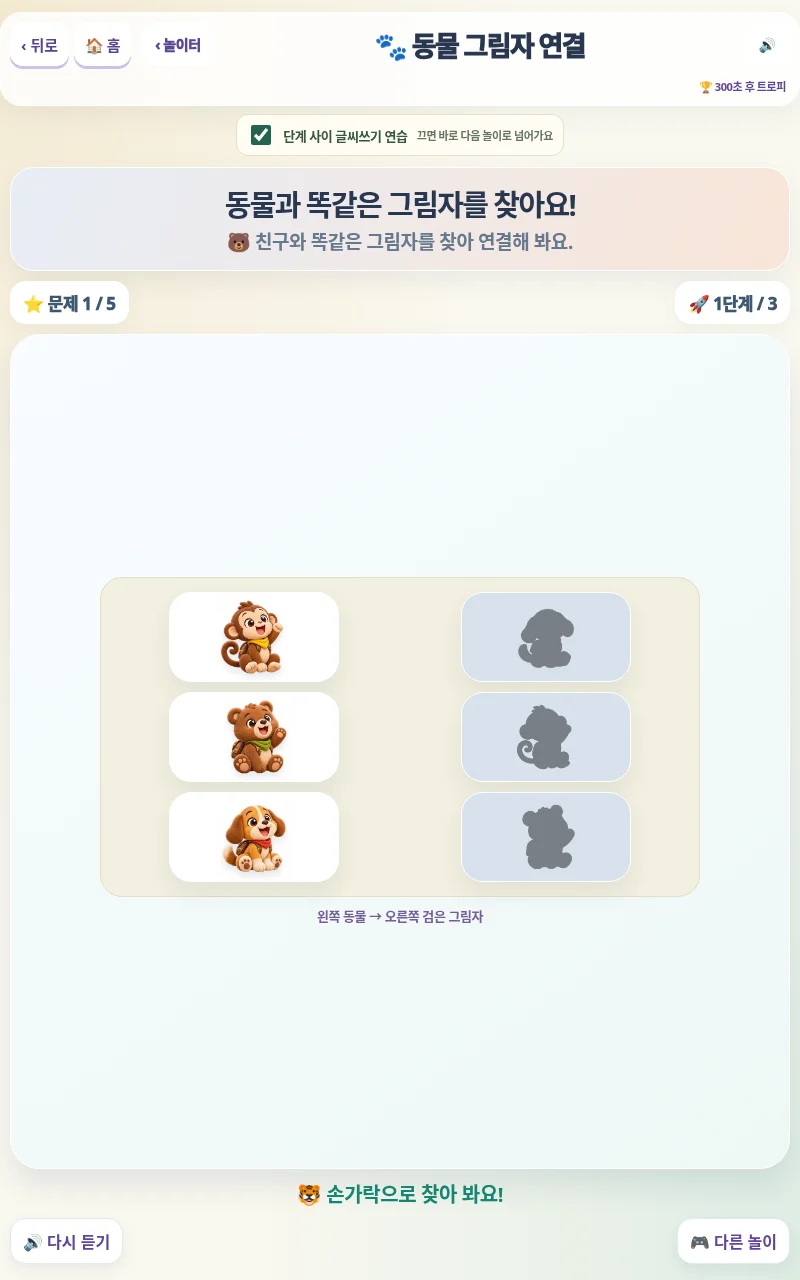 ‹ 뒤로
🏠 홈
‹ 놀이터
🐾 동물 그림자 연결
🔊
🏆 300초 후 트로피
단계 사이 글씨쓰기 연습 끄면 바로 다음 놀이로 넘어가요
동물과 똑같은 그림자를 찾아요!
🐻 친구와 똑같은 그림자를 찾아 연결해 봐요.
⭐ 문제 1 / 5
🚀 1단계 / 3
왼쪽 동물 → 오른쪽 검은 그림자
🐯 손가락으로 찾아 봐요!
🔊 다시 듣기
🎮 다른 놀이